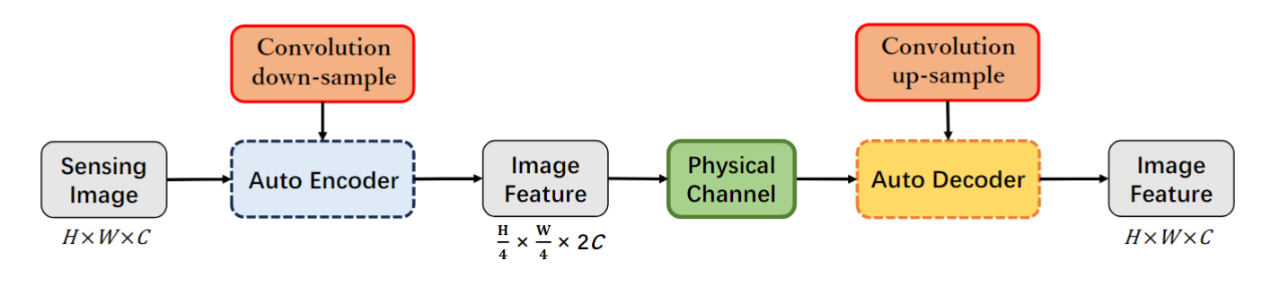 Convolution
down-sample
Convolution
up-sample
Sensing
Image
Auto Encoder
Image
Feature
Physical
Channel
Auto Decoder
Image
Feature
H×W×C
H/4 × W/4 × 2C
H×W×C